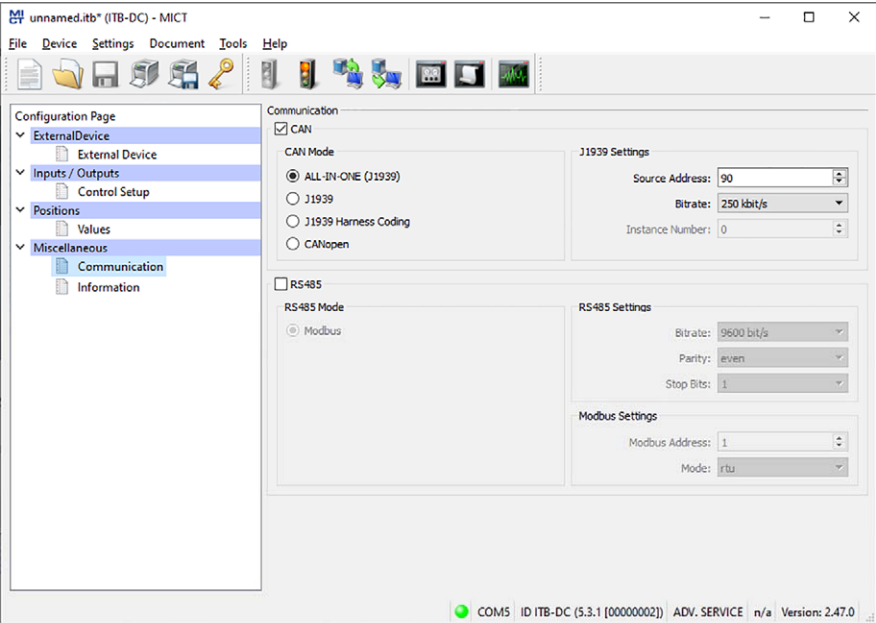 unnamed.itb* (ITB-DC) - MICT
File Device Settings Document Tools Help
Configuration Page
ExternalDevice
External Device
Inputs / Outputs
Control Setup
Positions
Values
Miscellaneous
Communication
Information
Communication
CAN
CAN Mode
ALL-IN-ONE (J1939)
J1939
J1939 Harness Coding
CANopen
J1939 Settings
Source Address: 90
Bitrate: 250 kbit/s
Instance Number: 0
RS485
RS485 Mode
Modbus
RS485 Settings
Bitrate: 9600 bit/s
Parity: even
Stop Bits: 1
Modbus Settings
Modbus Address: 1
Mode: rtu
COM5 ID ITB-DC (5.3.1 [00000002]) ADV. SERVICE n/a Version: 2.47.0